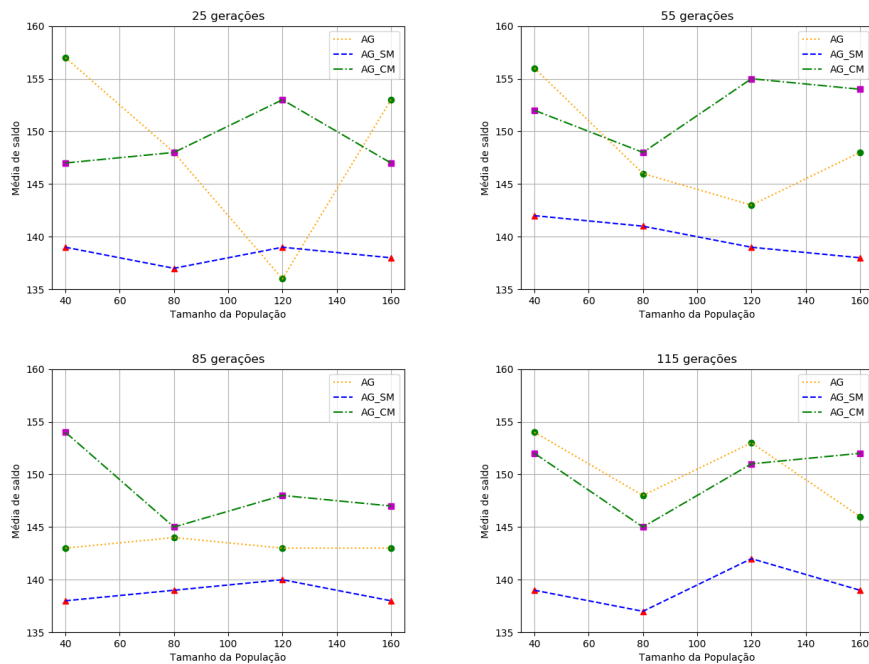 25 gerações
160
155
150
145
140
135
Média de saldo
AG
AG_SM
AG_CM
40 60 80 100 120 140 160
Tamanho da População
55 gerações
160
155
150
145
140
135
Média de saldo
AG
AG_SM
AG_CM
40 60 80 100 120 140 160
Tamanho da População
85 gerações
160
155
150
145
140
135
Média de saldo
AG
AG_SM
AG_CM
40 60 80 100 120 140 160
Tamanho da População
115 gerações
160
155
150
145
140
135
Média de saldo
AG
AG_SM
AG_CM
40 60 80 100 120 140 160
Tamanho da População